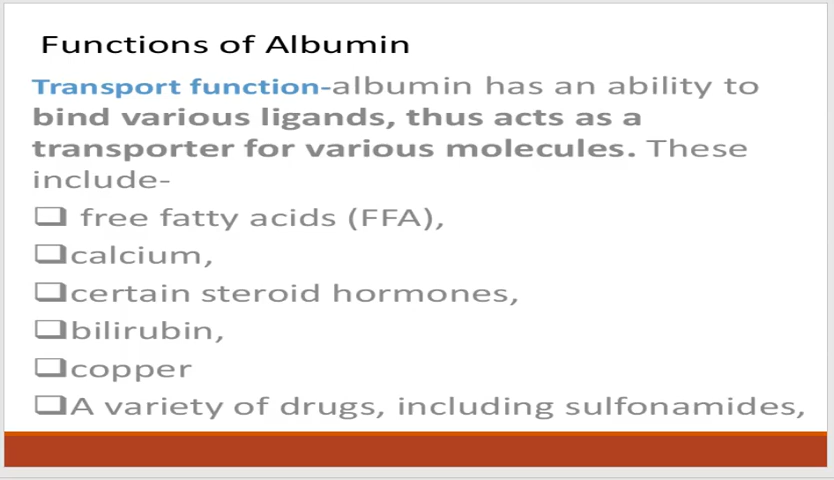 Functions of Albumin
Transport function-albumin has an ability to
bind various ligands, thus acts as a
transporter for various molecules. These
include-
❑ free fatty acids (FFA),
❑calcium,
❑certain steroid hormones,
❑bilirubin,
❑copper
❑A variety of drugs, including sulfonamides,